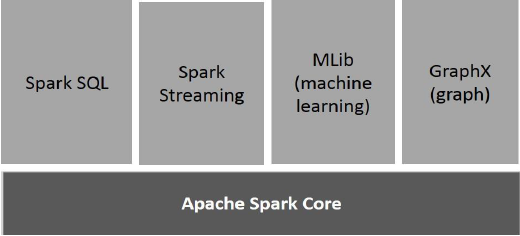 Spark SQL
Spark
Streaming
MLib
(machine
learning)
GraphX
(graph)
Apache Spark Core